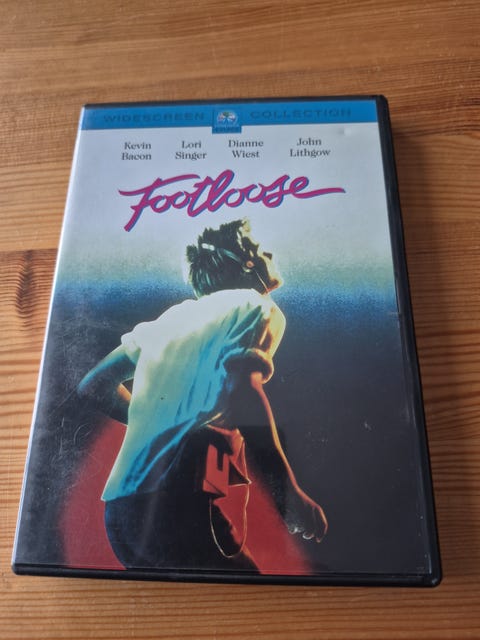 WIDESCREEN COLLECTION
Kevin Bacon Lori Singer Dianne Wiest John Lithgow
Footloose